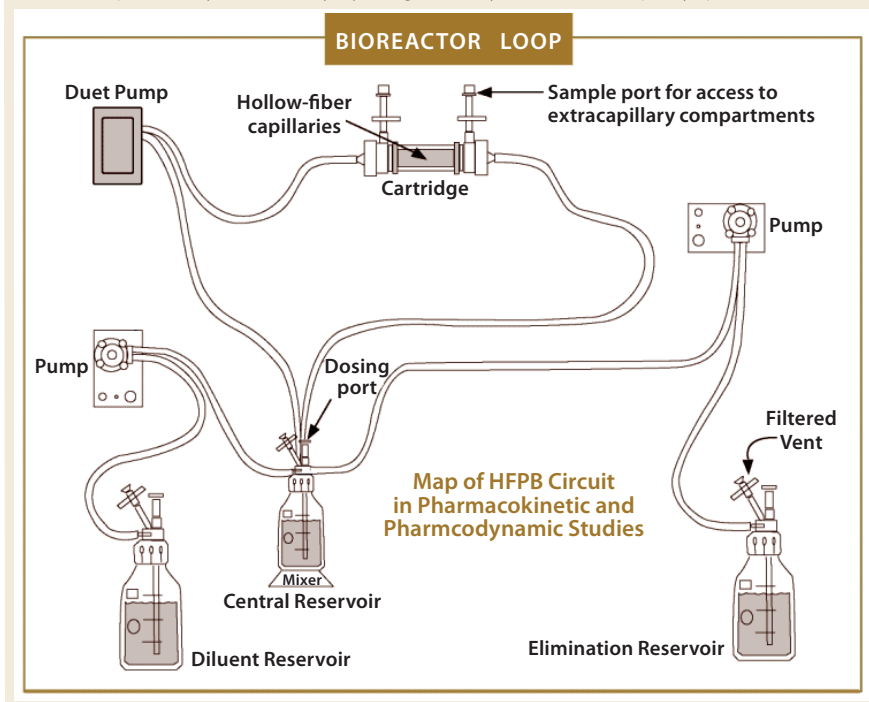 BIOREACTOR LOOP
Duet Pump
Hollow-fiber
capillaries
Sample port for access to
extracapillary compartments
Cartridge
Pump
Pump
Dosing
port
Filtered
Vent
Map of HFPB Circuit
in Pharmacokinetic and
Pharmcodynamic Studies
Mixer
Central Reservoir
Diluent Reservoir
Elimination Reservoir